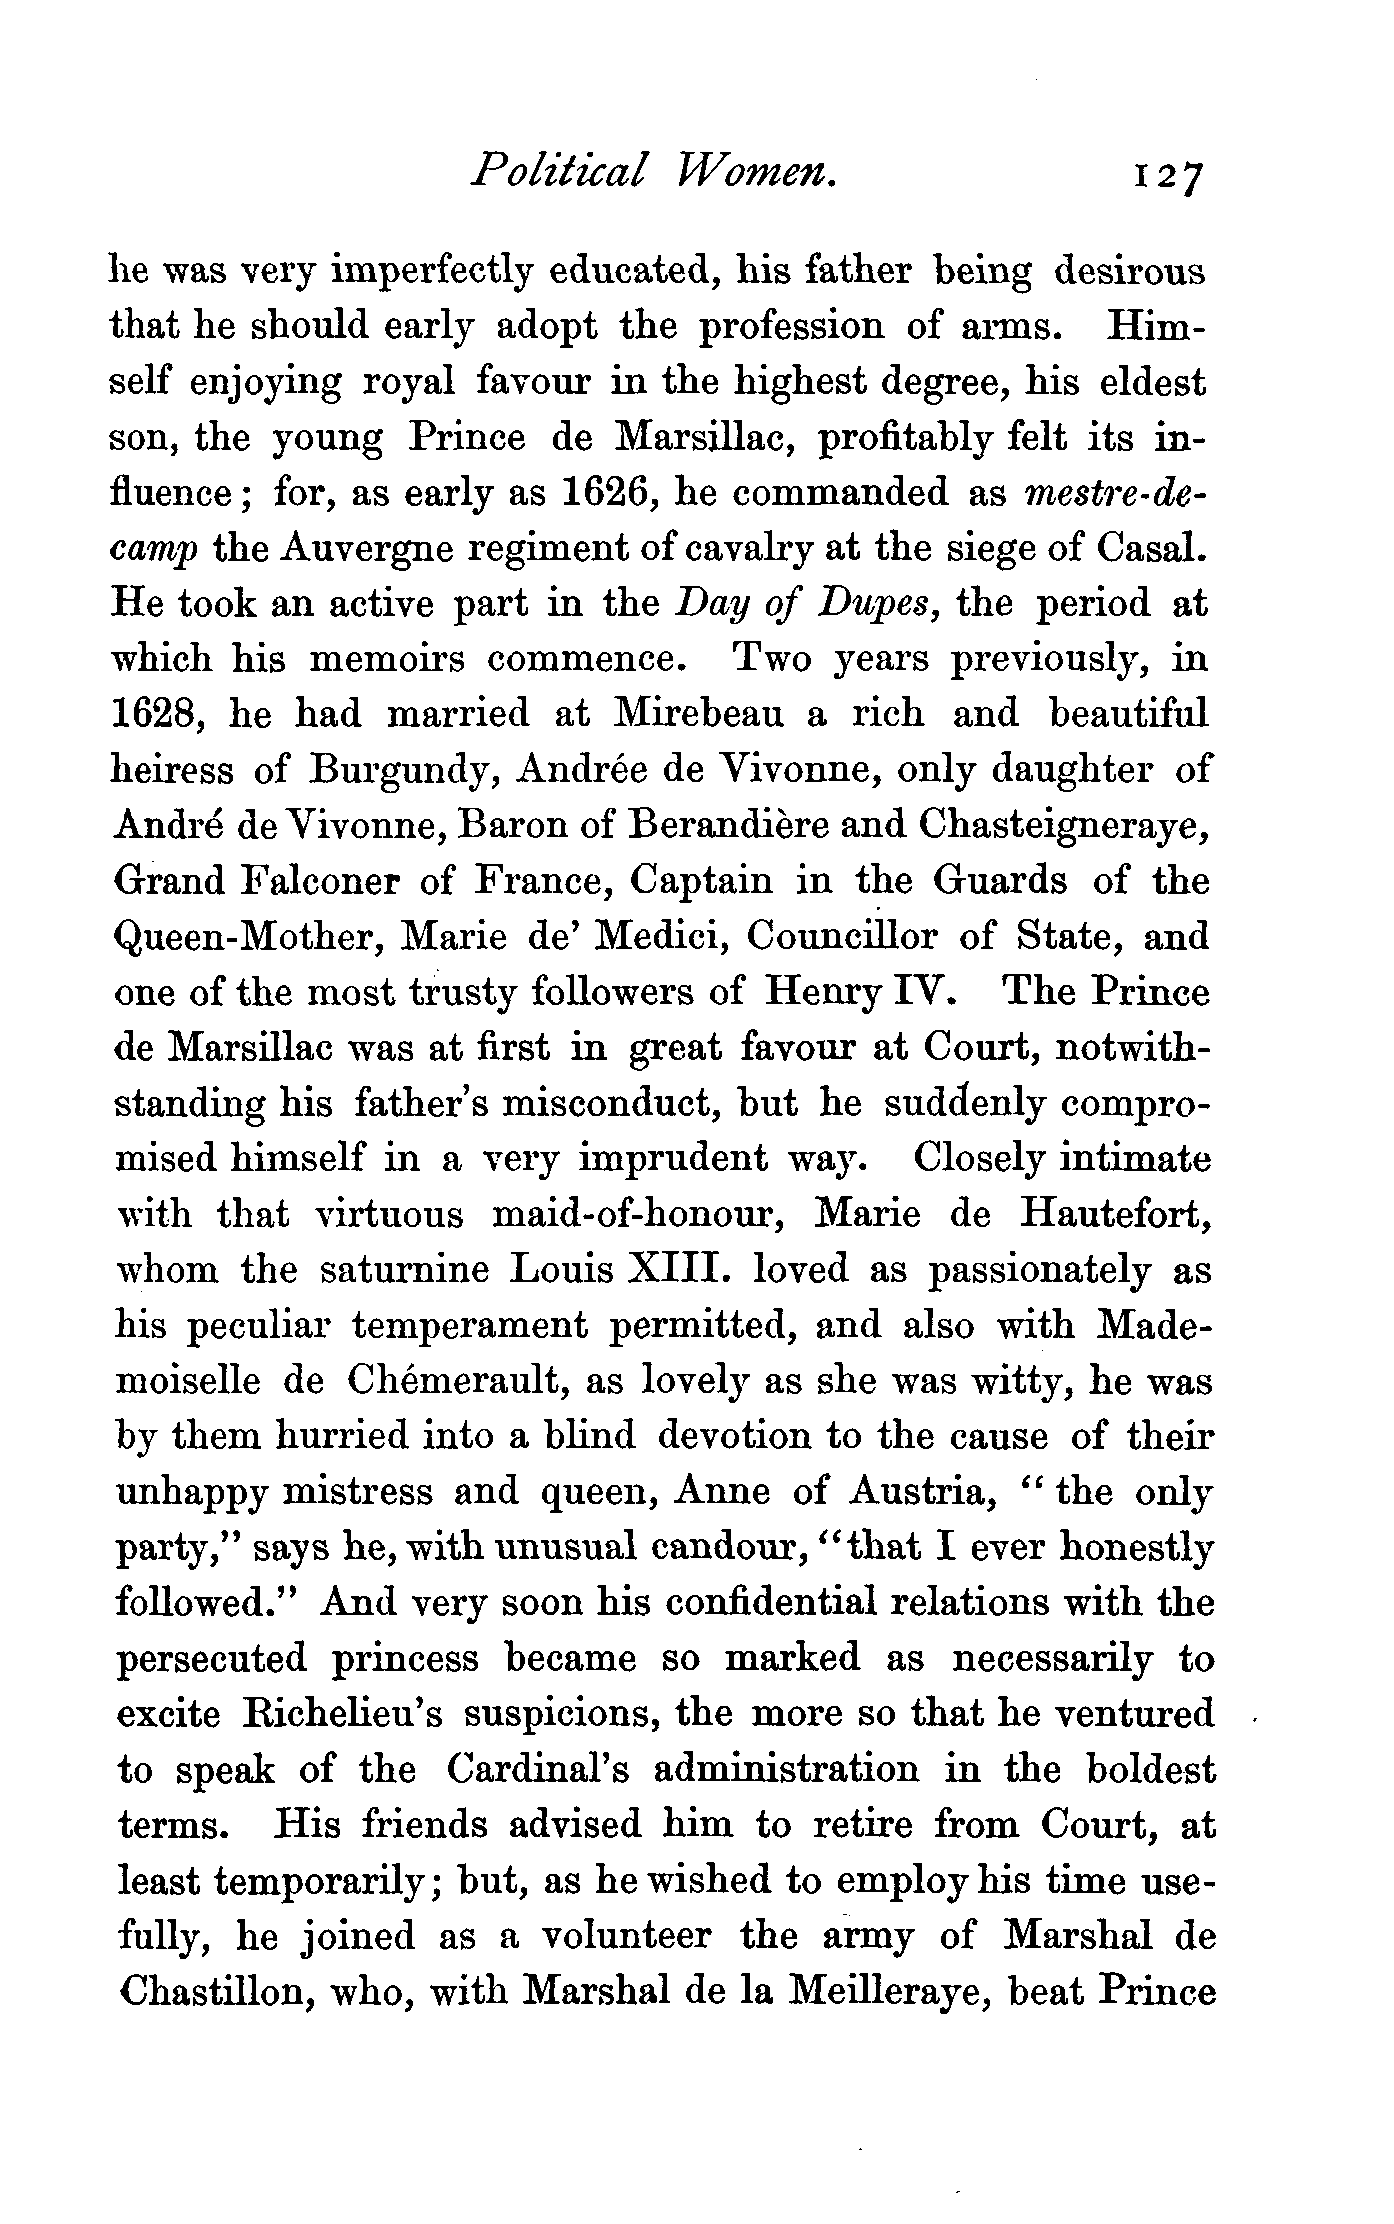 Political Women. 127
he was very imperfectly educated, his father being desirous
that he should early adopt the profession of arms. Him-
self enjoying royal favour in the highest degree, his eldest
son, the young Prince de Marsillac, profitably felt its in-
fluence; for, as early as 1626, he commanded as mestre-de-
camp the Auvergne regiment of cavalry at the siege of Casal.
He took an active part in the Day of Dupes, the period at
which his memoirs commence. Two years previously, in
1628, he had married at Mirebeau a rich and beautiful
heiress of Burgundy, Andrée de Vivonne, only daughter of
André de Vivonne, Baron of Berandière and Chasteigneraye,
Grand Falconer of France, Captain in the Guards of the
Queen-Mother, Marie de' Medici, Councillor of State, and
one of the most trusty followers of Henry IV. The Prince
de Marsillac was at first in great favour at Court, notwith-
standing his father's misconduct, but he suddenly compro-
mised himself in a very imprudent way. Closely intimate
with that virtuous maid-of-honour, Marie de Hautefort,
whom the saturnine Louis XIII. loved as passionately as
his peculiar temperament permitted, and also with Made-
moiselle de Chémerault, as lovely as she was witty, he was
by them hurried into a blind devotion to the cause of their
unhappy mistress and queen, Anne of Austria, "the only
party," says he, with unusual candour, "that I ever honestly
followed." And very soon his confidential relations with the
persecuted princess became so marked as necessarily to
excite Richelieu's suspicions, the more so that he ventured
to speak of the Cardinal's administration in the boldest
terms. His friends advised him to retire from Court, at
least temporarily; but, as he wished to employ his time use-
fully, he joined as a volunteer the army of Marshal de
Chastillon, who, with Marshal de la Meilleraye, beat Prince